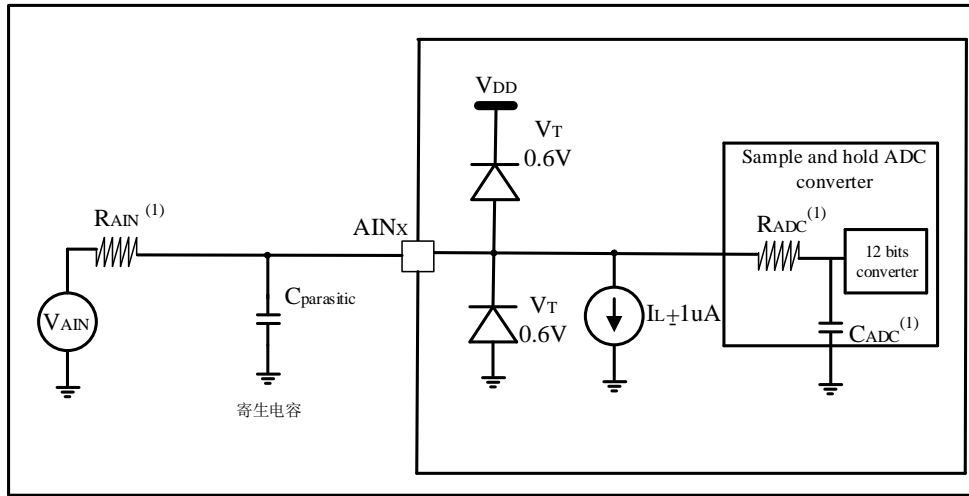 VDD
VT
0.6V
Sample and hold ADC
converter
RAIN(1)
AINx
RADC(1)
12 bits
converter
Cparasitic
VT
0.6V
IL±1uA
VAIN
CADC(1)
寄生电容